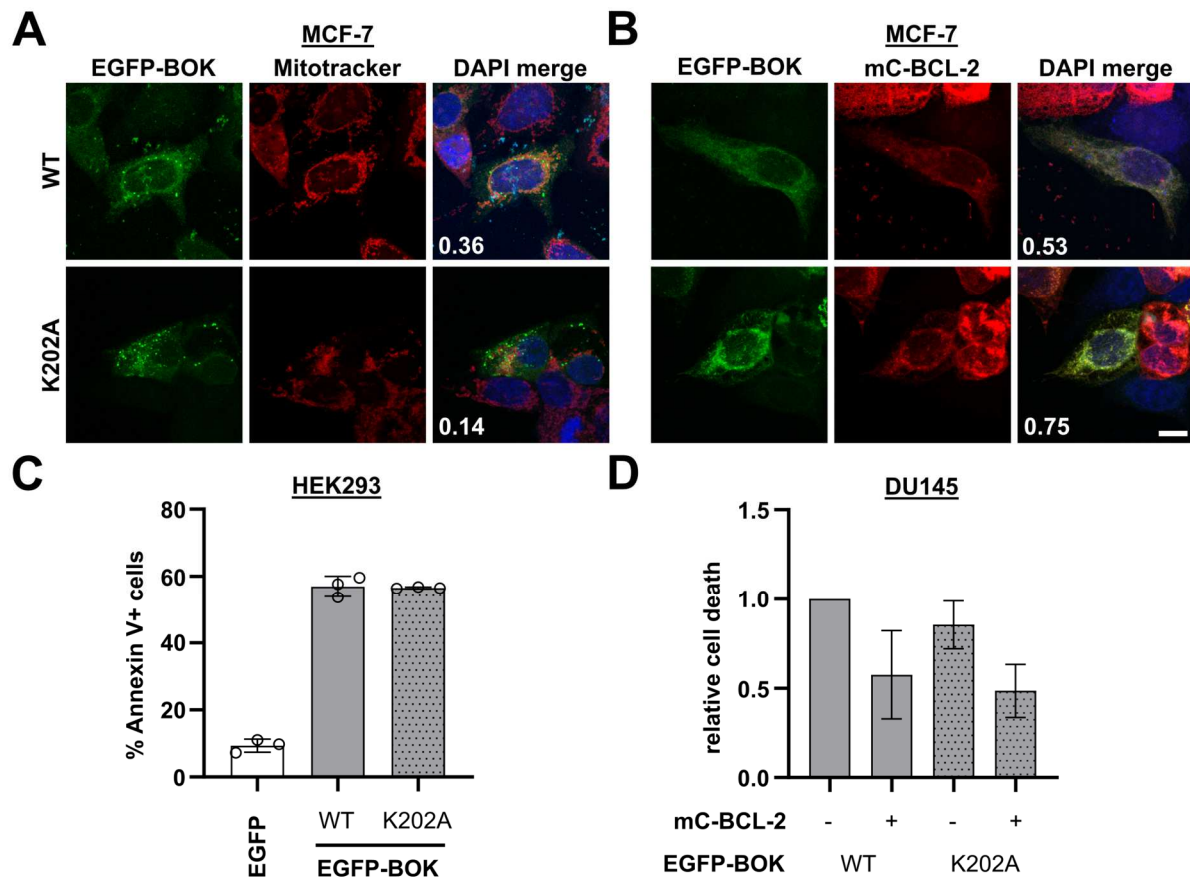 A
MCF-7
EGFP-BOK Mitotracker DAPI merge
WT
0.36
K202A
0.14
B
MCF-7
EGFP-BOK mC-BCL-2 DAPI merge
0.53
0.75
C
HEK293
% Annexin V+ cells
80
60
40
20
0
EGFP
WT K202A
EGFP-BOK
D
DU145
relative cell death
1.5
1.0
0.5
0.0
mC-BCL-2 - + - +
EGFP-BOK WT K202A